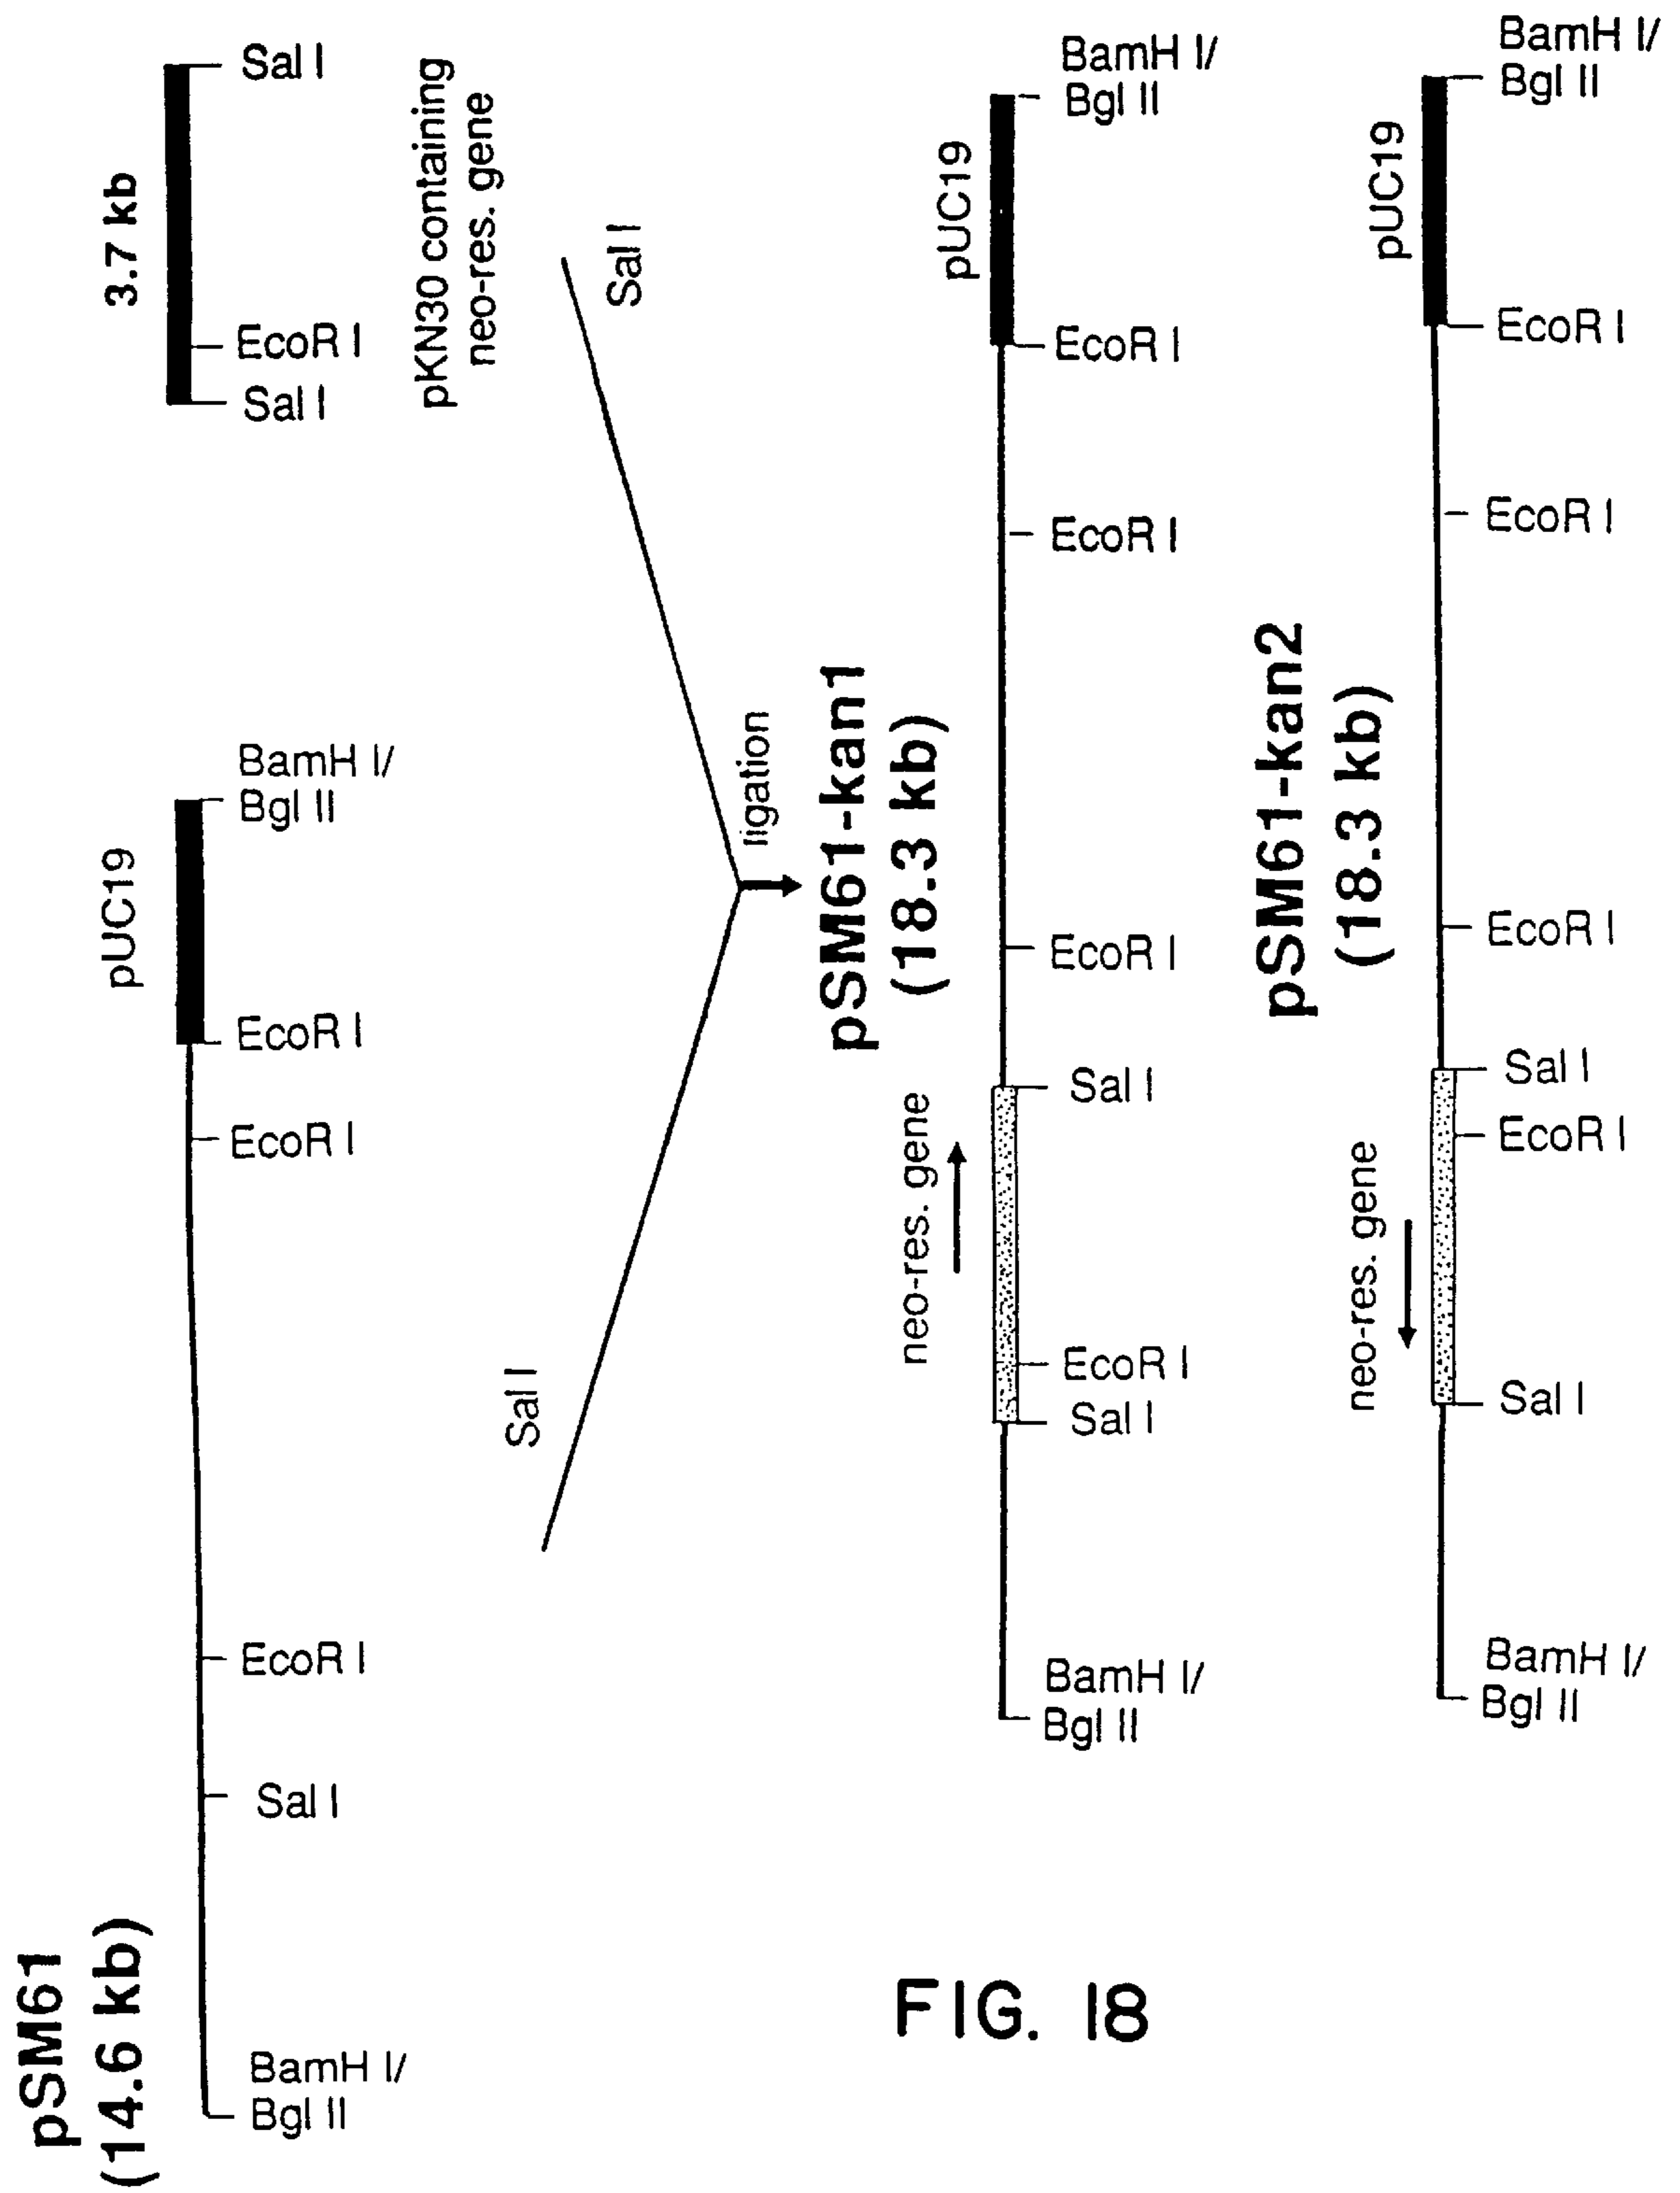 pSM61
(14.6 kb)
BamH I/
Bgl II
Sal I
EcoR I
EcoR I
EcoR I
pUC19
BamH I/
Bgl II
3.7 kb
Sal I
EcoR I
Sal I
pKN30 containing
neo-res. gene
Sal I
Sal I
ligation
pSM61-kan1
(18.3 kb)
BamH I/
Bgl II
Sal I
EcoR I
neo-res. gene
Sal I
EcoR I
EcoR I
EcoR I
pUC19
BamH I/
Bgl II
pSM61-kan2
(18.3 kb)
BamH I/
Bgl II
Sal I
neo-res. gene
EcoR I
Sal I
EcoR I
EcoR I
EcoR I
pUC19
BamH I/
Bgl II
FIG. 18